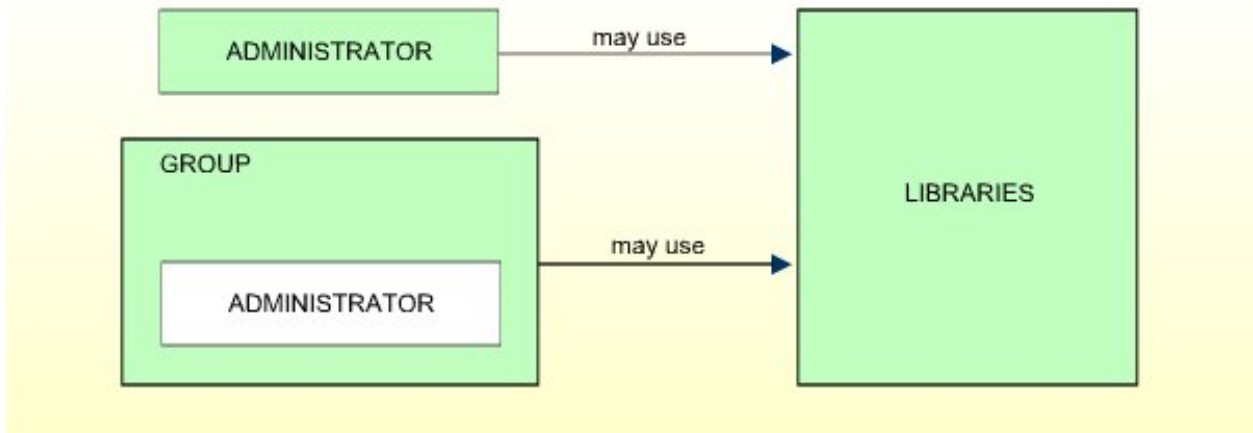 ADMINISTRATOR
may use
GROUP
LIBRARIES
may use
ADMINISTRATOR